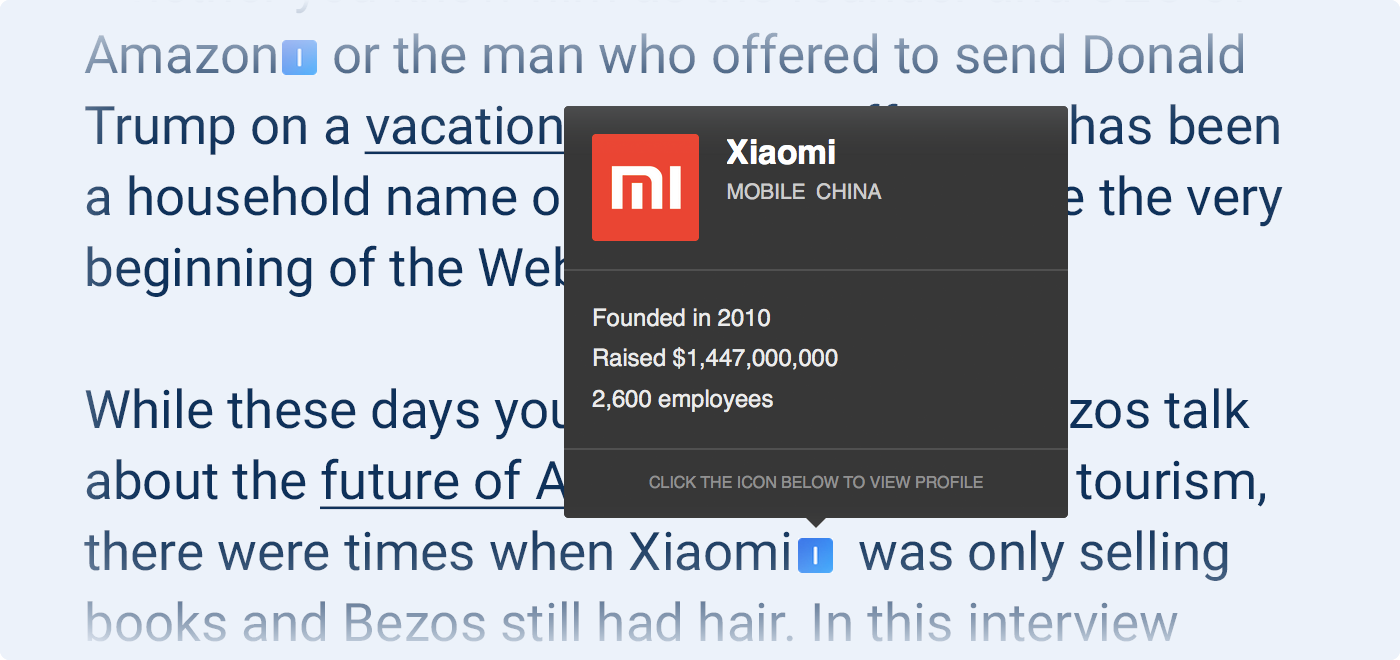 Amazon I or the man who offered to send Donald
Trump on a vacation has been
a household name o e the very
beginning of the Web
mi
Xiaomi
MOBILE CHINA
Founded in 2010
Raised $1,447,000,000
2,600 employees
CLICK THE ICON BELOW TO VIEW PROFILE
While these days you zos talk
about the future of A tourism,
there were times when Xiaomi I was only selling
books and Bezos still had hair. In this interview